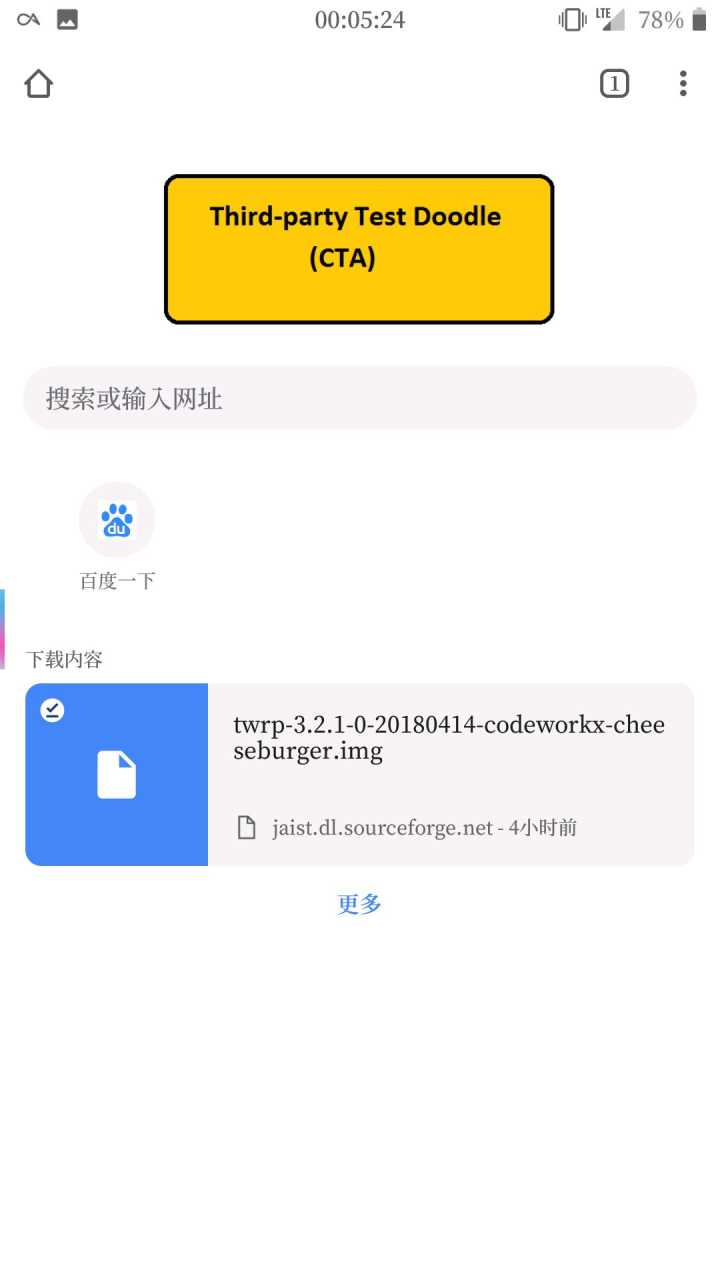 00:05:24
LTE
78%
1
Third-party Test Doodle
(CTA)
搜索或输入网址
du
百度一下
下载内容
twrp-3.2.1-0-20180414-codeworkx-chee
seburger.img
jaist.dl.sourceforge.net - 4小时前
更多